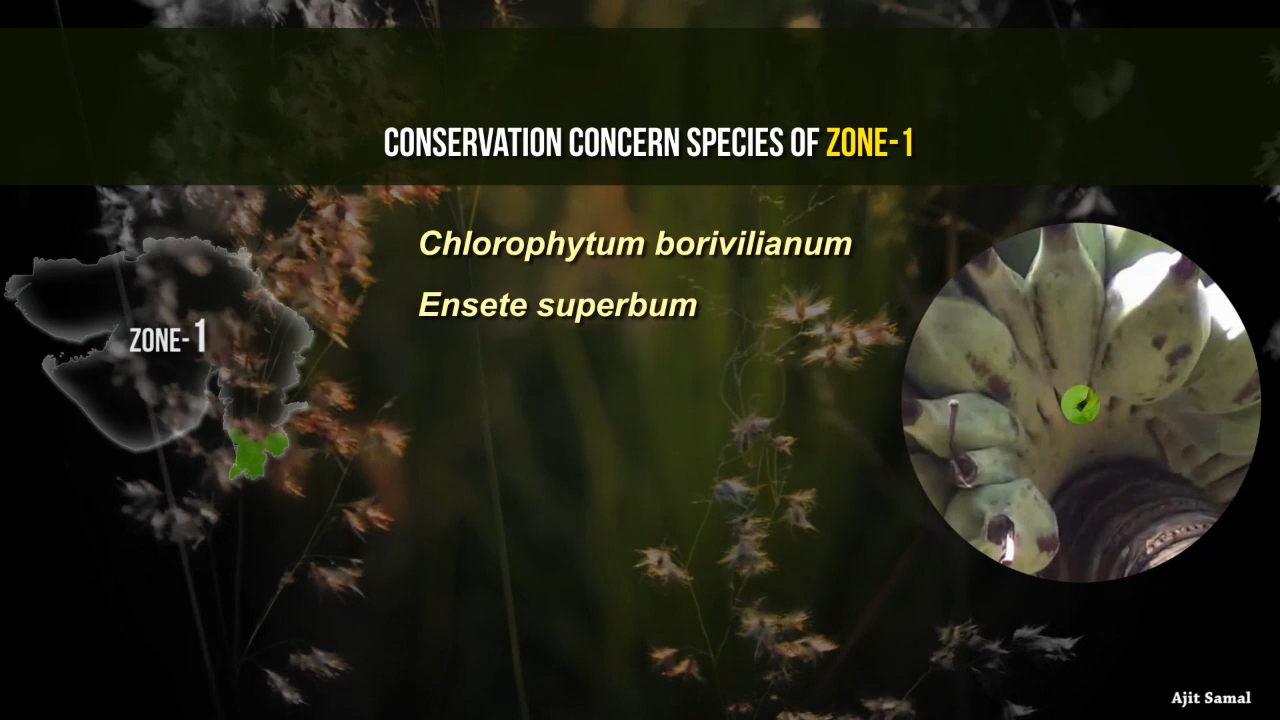 CONSERVATION CONCERN SPECIES OF ZONE-1
Chlorophytum borivilianum
Ensete superbum
ZONE-1
Ajit Samal